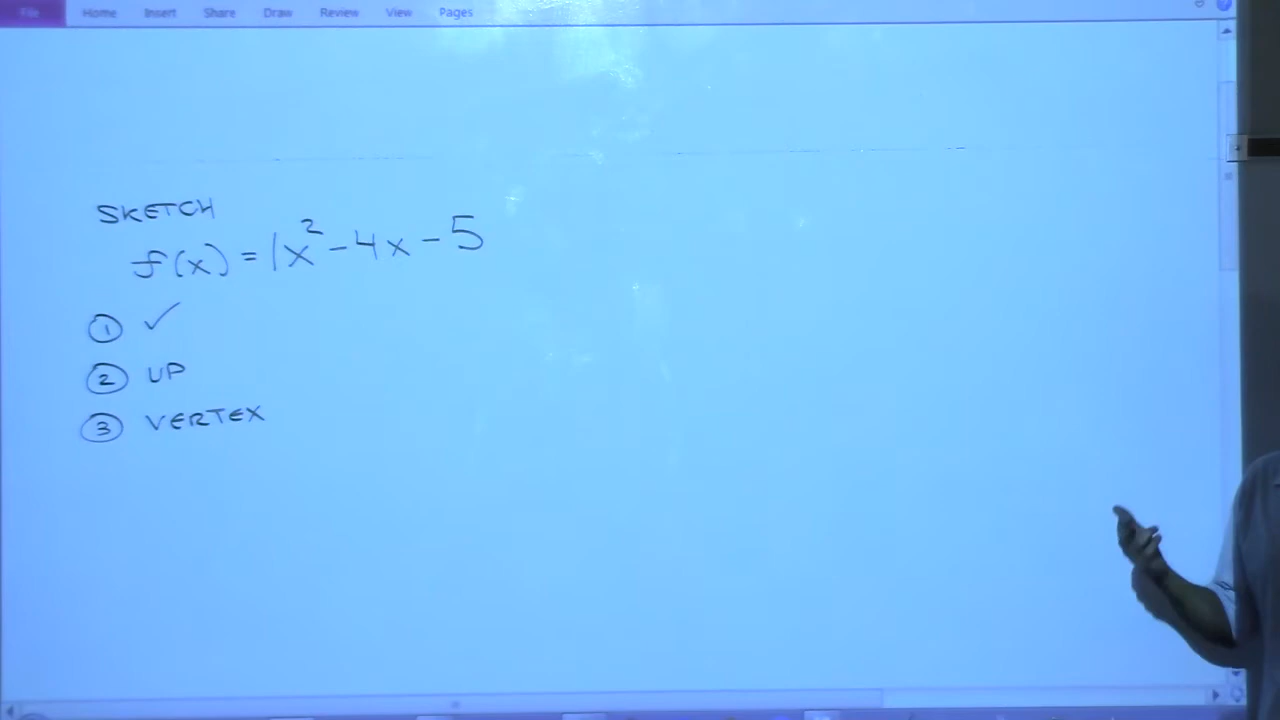 File Home Insert Share Draw Review View Pages
SKETCH
f(x) = 1x² - 4x - 5
① ✓
② UP
③ VERTEX